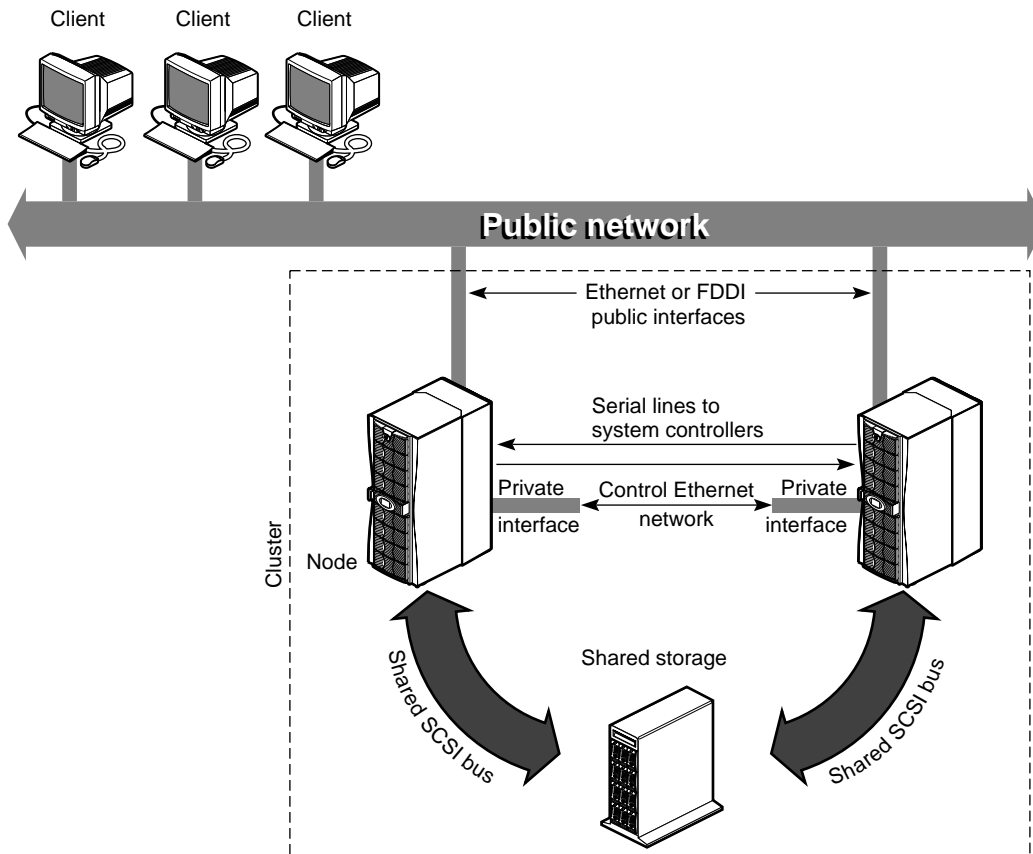 Client Client Client
Public network
Ethernet or FDDI
public interfaces
Serial lines to
system controllers
Private
interface
Control Ethernet
network
Private
interface
Cluster
Node
Shared storage
Shared SCSI bus
Shared SCSI bus